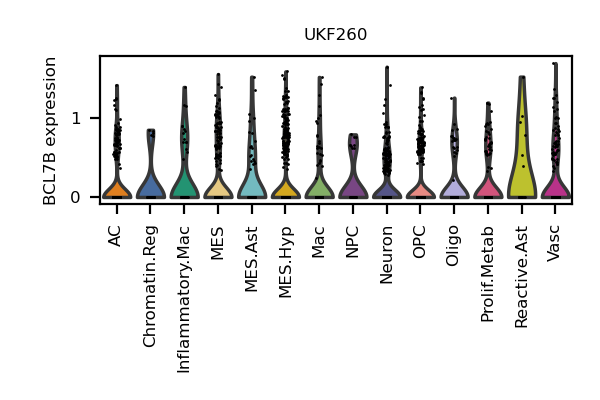 UKF260
BCL7B expression
1
0
AC
Chromatin.Reg
Inflammatory.Mac
MES
MES.Ast
MES.Hyp
Mac
NPC
Neuron
OPC
Oligo
Prolif.Metab
Reactive.Ast
Vasc